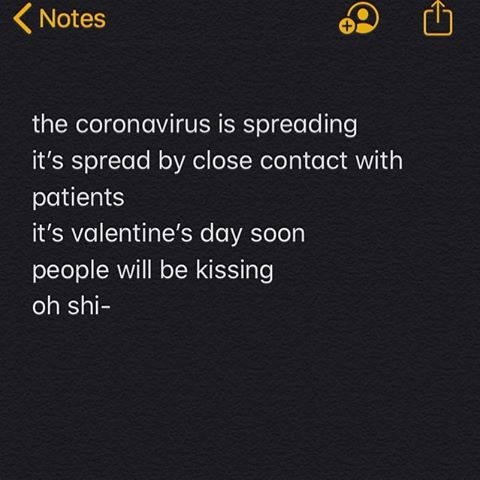 Notes
the coronavirus is spreading
it’s spread by close contact with
patients
it’s valentine’s day soon
people will be kissing
oh shi-